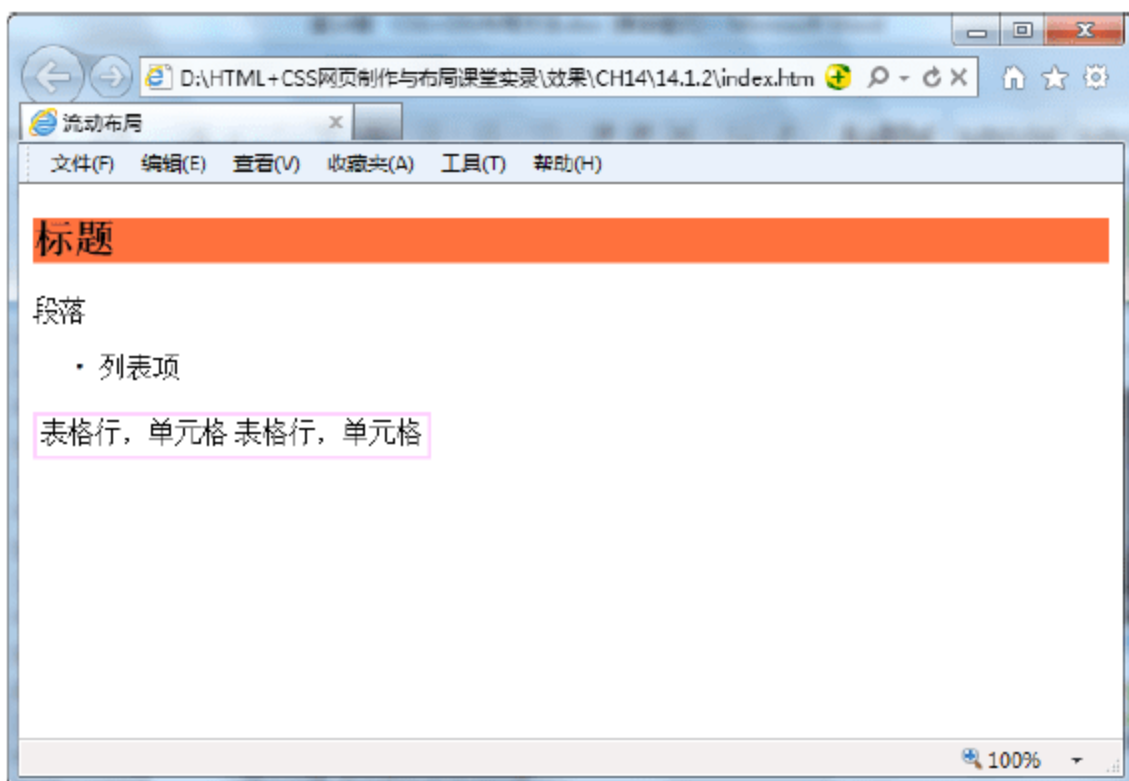 D:\HTML+CSS网页制作与布局课堂实录\效果\CH14\14.1.2\index.htm
流动布局
文件(F) 编辑(E) 查看(V) 收藏夹(A) 工具(T) 帮助(H)
标题
段落
• 列表项
表格行，单元格 表格行，单元格
100%